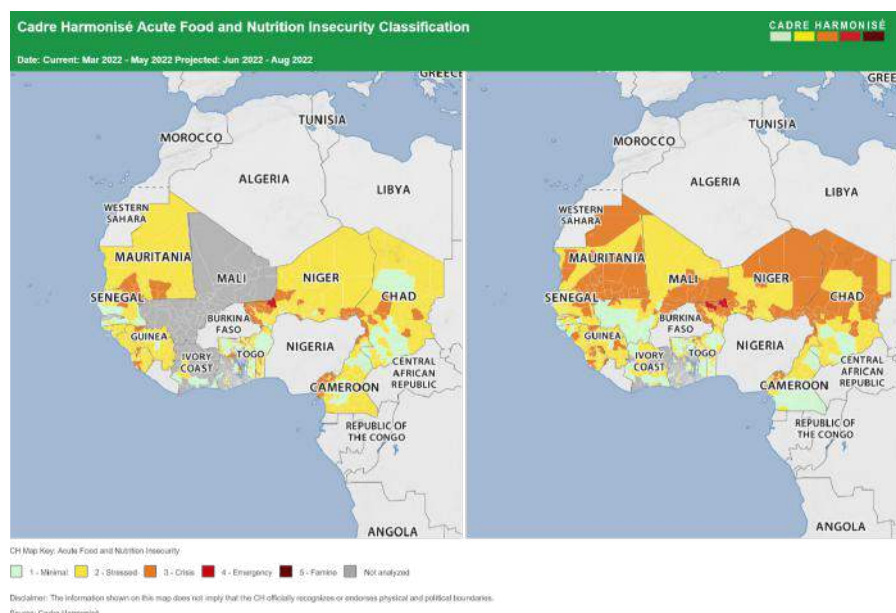 Cadre Harmonisé Acute Food and Nutrition Insecurity Classification
CADRE HARMONISÉ
Date: Current: Mar 2022 - May 2022 Projected: Jun 2022 - Aug 2022
GREECE
TUNISIA
MOROCCO
ALGERIA
LIBYA
WESTERN
SAHARA
MAURITANIA
MALI
NIGER
CHAD
SENEGAL
BURKINA
FASO
GUINEA
NIGERIA
IVORY
COAST
TOGO
CENTRAL
AFRICAN
REPUBLIC
CAMEROON
REPUBLIC OF
THE CONGO
ANGOLA
GREE
TUNISIA
MOROCCO
ALGERIA
LIBYA
WESTERN
SAHARA
MAURITANIA
MALI
NIGER
CHAD
SENEGAL
BURKINA
FASO
GUINEA
NIGERIA
IVORY
COAST
TOGO
CENTRAL
AFRICAN
REPUBLIC
CAMEROON
REPUBLIC OF
THE CONGO
ANGOLA
CH Map Key: Acute Food and Nutrition Insecurity
1 - Minimal 2 - Stressed 3 - Crisis 4 - Emergency 5 - Famine Not analyzed
Disclaimer: The information shown on this map does not imply that the CH officially recognizes or endorses physical and political boundaries.
Source: Cadre Harmonisé